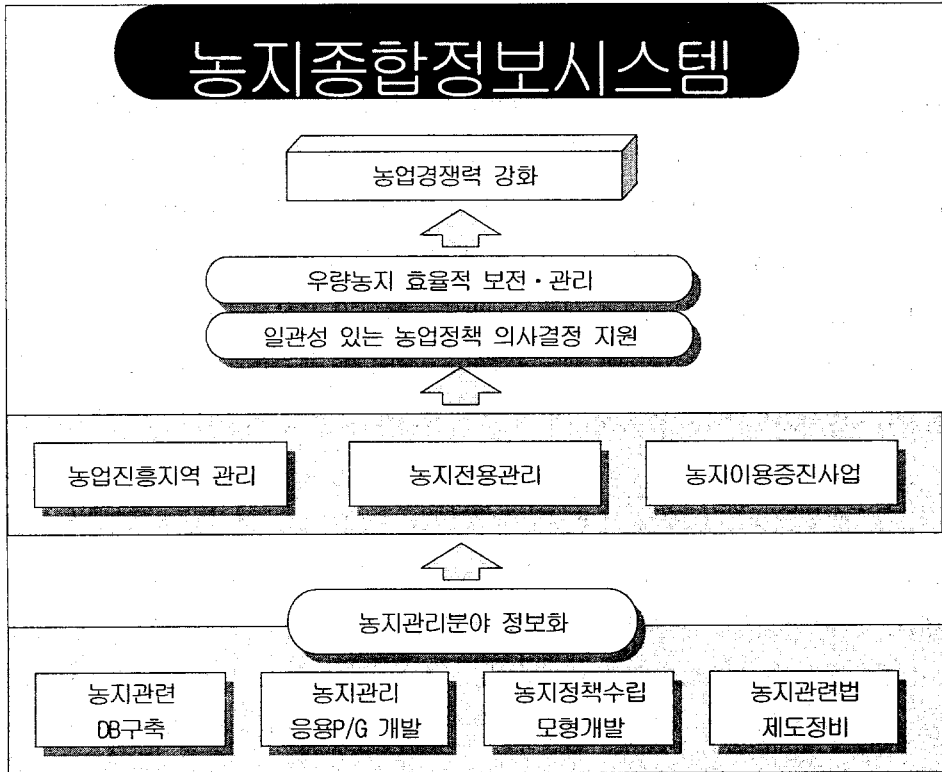 농지종합정보시스템
농업경쟁력 강화
우량농지 효율적 보전·관리
일관성 있는 농업정책 의사결정 지원
농업진흥지역 관리
농지전용관리
농지이용증진사업
농지관리분야 정보화
농지관련
DB구축
농지관리
응용P/G 개발
농지정책수립
모형개발
농지관련법
제도정비